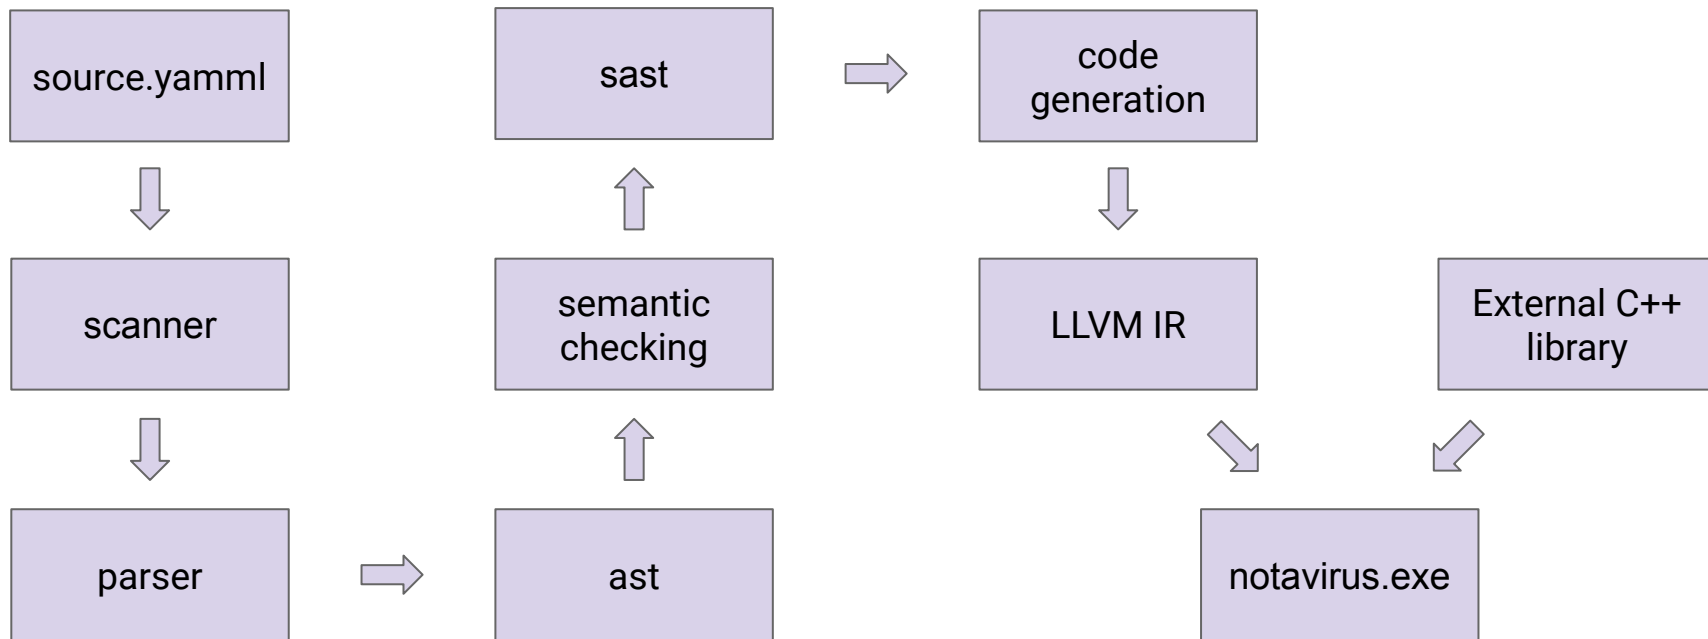 source.yamml
scanner
parser
ast
semantic
checking
sast
code
generation
LLVM IR
External C++
library
notavirus.exe